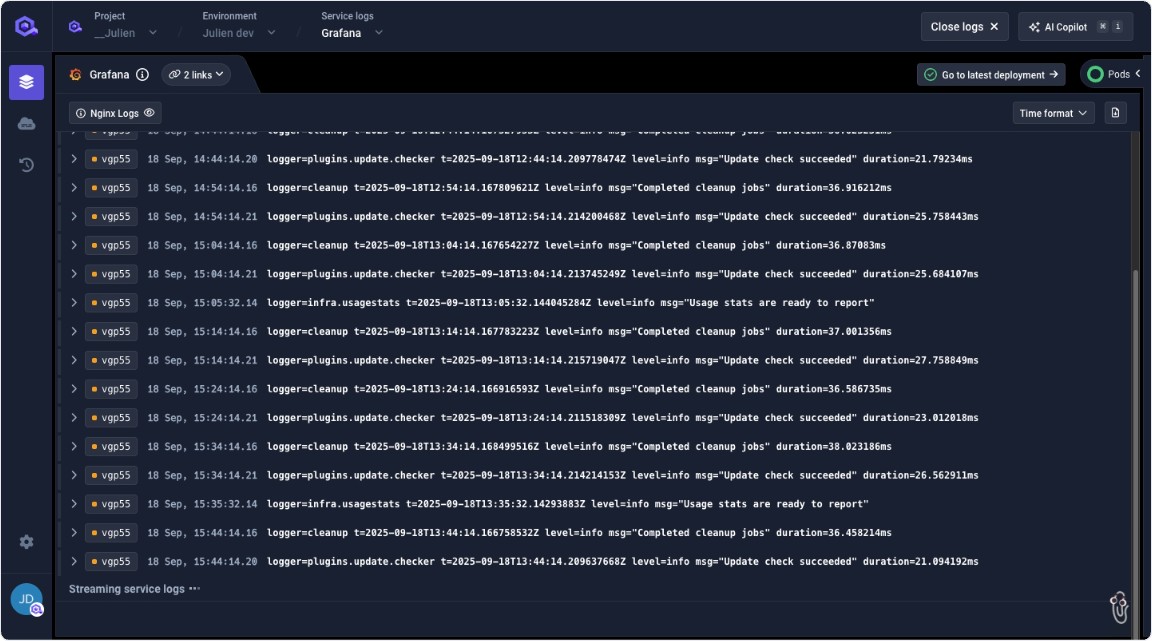 Project
__Julien
Environment
Julien dev
Service logs
Grafana
Close logs
AI Copilot
⌘
i
Grafana
2 links
Go to latest deployment
Pods
Nginx Logs
Time format
vgp55 18 Sep, 14:44:14.20 logger=plugins.update.checker t=2025-09-18T12:44:14.209778474Z level=info msg="Update check succeeded" duration=21.79234ms
vgp55 18 Sep, 14:54:14.16 logger=cleanup t=2025-09-18T12:54:14.167809621Z level=info msg="Completed cleanup jobs" duration=36.916212ms
vgp55 18 Sep, 14:54:14.21 logger=plugins.update.checker t=2025-09-18T12:54:14.214200468Z level=info msg="Update check succeeded" duration=25.758443ms
vgp55 18 Sep, 15:04:14.16 logger=cleanup t=2025-09-18T13:04:14.167654227Z level=info msg="Completed cleanup jobs" duration=36.87083ms
vgp55 18 Sep, 15:04:14.21 logger=plugins.update.checker t=2025-09-18T13:04:14.213745249Z level=info msg="Update check succeeded" duration=25.684107ms
vgp55 18 Sep, 15:05:32.14 logger=infra.usagestats t=2025-09-18T13:05:32.144045284Z level=info msg="Usage stats are ready to report"
vgp55 18 Sep, 15:14:14.16 logger=cleanup t=2025-09-18T13:14:14.167783223Z level=info msg="Completed cleanup jobs" duration=37.001356ms
vgp55 18 Sep, 15:14:14.21 logger=plugins.update.checker t=2025-09-18T13:14:14.215719047Z level=info msg="Update check succeeded" duration=27.758849ms
vgp55 18 Sep, 15:24:14.16 logger=cleanup t=2025-09-18T13:24:14.166916593Z level=info msg="Completed cleanup jobs" duration=36.586735ms
vgp55 18 Sep, 15:24:14.21 logger=plugins.update.checker t=2025-09-18T13:24:14.211518309Z level=info msg="Update check succeeded" duration=23.012018ms
vgp55 18 Sep, 15:34:14.16 logger=cleanup t=2025-09-18T13:34:14.168499516Z level=info msg="Completed cleanup jobs" duration=38.023186ms
vgp55 18 Sep, 15:34:14.21 logger=plugins.update.checker t=2025-09-18T13:34:14.214214153Z level=info msg="Update check succeeded" duration=26.562911ms
vgp55 18 Sep, 15:35:32.14 logger=infra.usagestats t=2025-09-18T13:35:32.14293883Z level=info msg="Usage stats are ready to report"
vgp55 18 Sep, 15:44:14.16 logger=cleanup t=2025-09-18T13:44:14.166758532Z level=info msg="Completed cleanup jobs" duration=36.458214ms
vgp55 18 Sep, 15:44:14.20 logger=plugins.update.checker t=2025-09-18T13:44:14.209637668Z level=info msg="Update check succeeded" duration=21.094192ms
Streaming service logs
JD